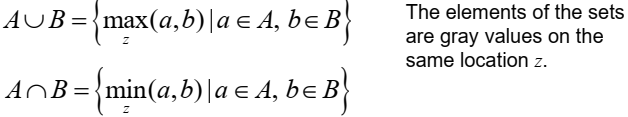 A∪B = {max_z(a,b) | a ∈ A, b ∈ B}
The elements of the sets
are gray values on the
same location z.
A∩B = {min_z(a,b) | a ∈ A, b ∈ B}